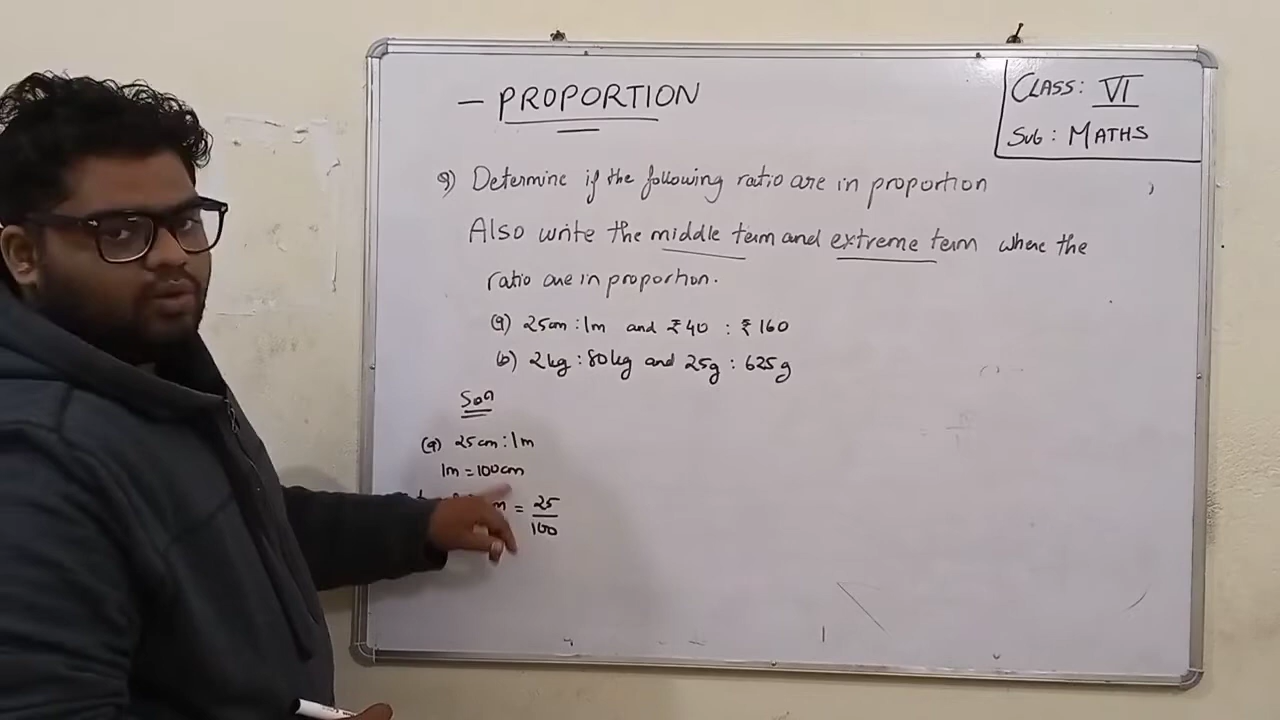 - PROPORTION
CLASS: VI
Sub: MATHS
Q) Determine if the following ratio are in proportion
Also write the middle term and extreme term where the
ratio are in proportion.
(a) 25cm : 1m and ₹40 : ₹160
(b) 2kg : 80kg and 25g : 625g
Soln
(a) 25cm : 1m
1m = 100cm
= 25
100